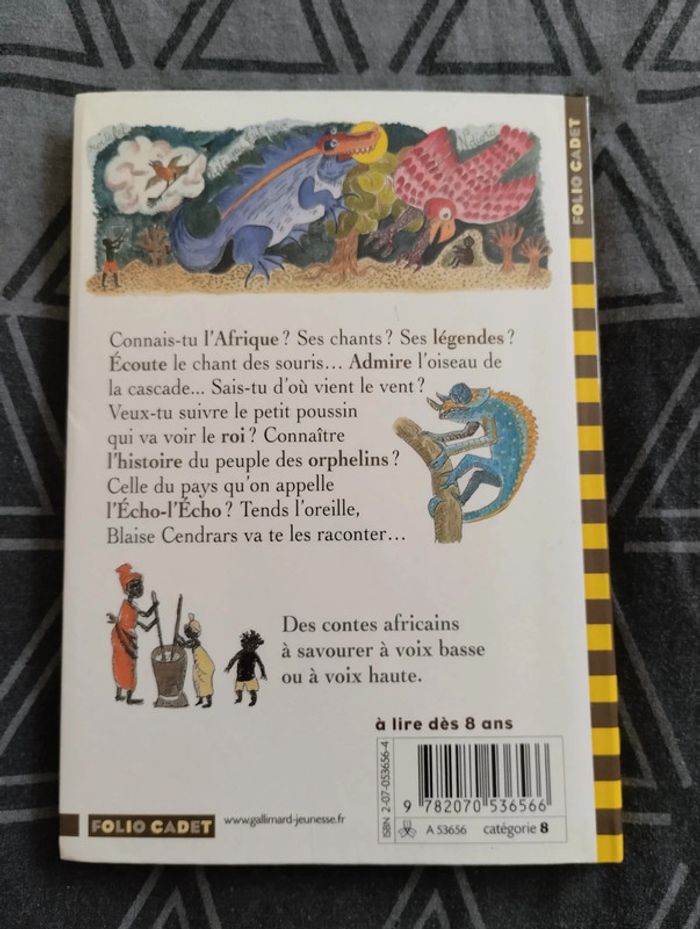 FOLIO CADET
Connais-tu l'Afrique ? Ses chants ? Ses légendes ?
Écoute le chant des souris... Admire l'oiseau de
la cascade... Sais-tu d'où vient le vent ?
Veux-tu suivre le petit poussin
qui va voir le roi ? Connaître
l'histoire du peuple des orphelins ?
Celle du pays qu'on appelle
l'Écho-l'Écho ? Tends l'oreille,
Blaise Cendrars va te les raconter...
Des contes africains
à savourer à voix basse
ou à voix haute.
à lire dès 8 ans
ISBN 2-07-053656-4
9 782070 536566
A 53656 catégorie 8
FOLIO CADET
www.gallimard-jeunesse.fr